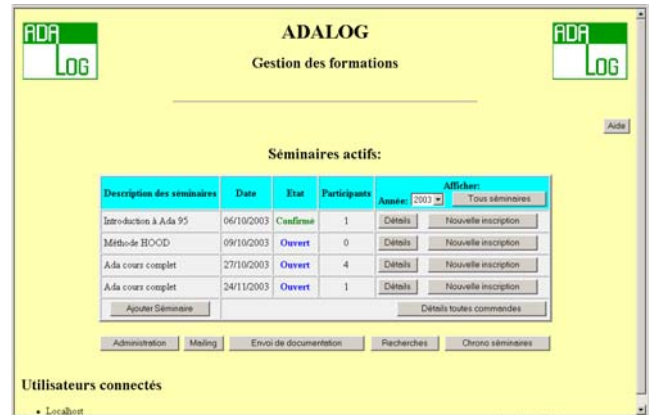 ADA LOG
ADALOG
ADA LOG
Gestion des formations
Aide
Séminaires actifs:
Description des séminaires Date Etat Participants Afficher:
Année: 2003 Tous séminaires
Introduction à Ada 95 06/10/2003 Confirmé 1 Détails Nouvelle inscription
Méthode HOOD 09/10/2003 Ouvert 0 Détails Nouvelle inscription
Ada cours complet 27/10/2003 Ouvert 4 Détails Nouvelle inscription
Ada cours complet 24/11/2003 Ouvert 1 Détails Nouvelle inscription
Ajouter Séminaire Détails toutes commandes
Administration Mailing Envoi de documentation Recherches Chrono séminaires
Utilisateurs connectés
• Localhost